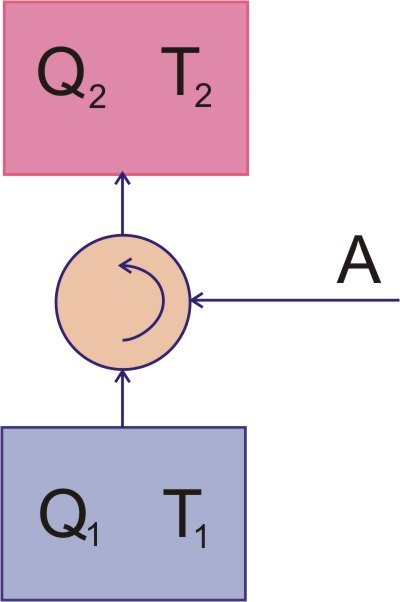 Q₂ T₂
A
Q₁ T₁